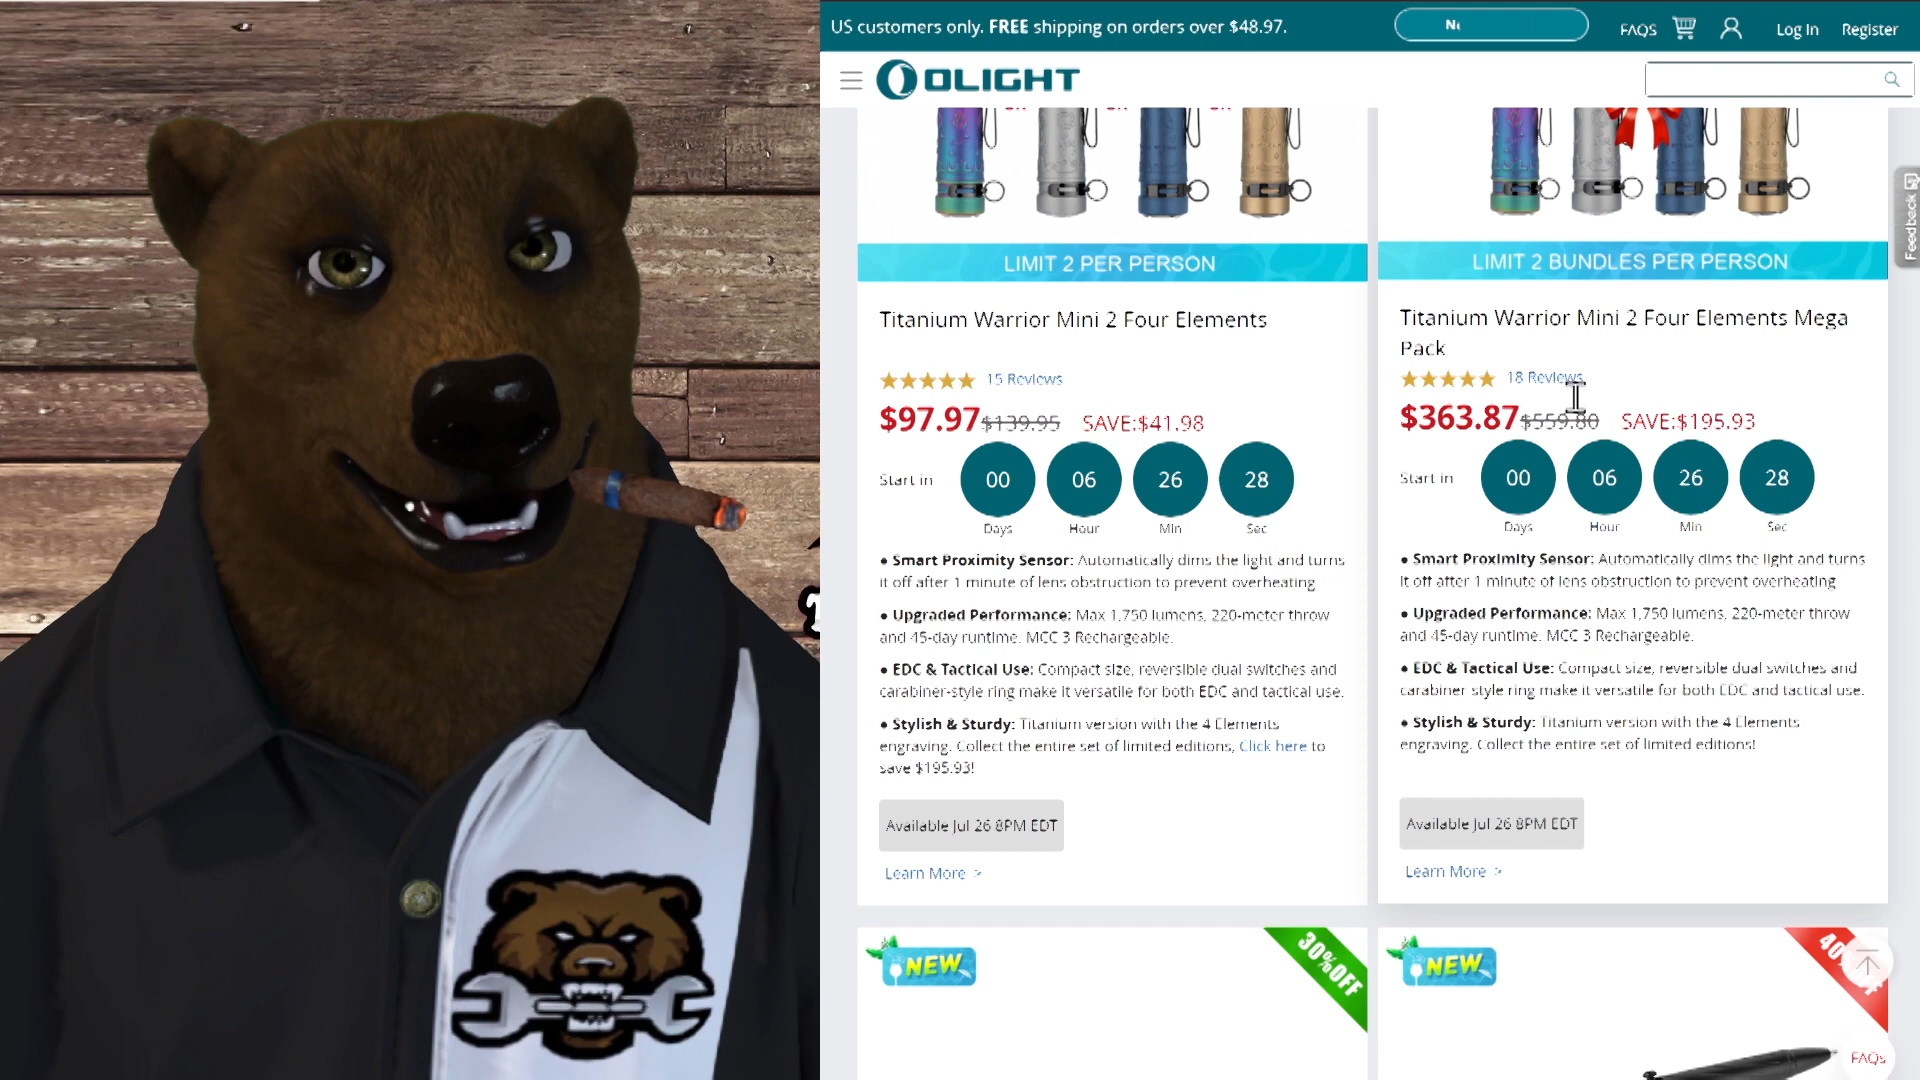 US customers only. FREE shipping on orders over $48.97.
FAQS
Log In
Register
OLIGHT
Feedback
LIMIT 2 PER PERSON
Titanium Warrior Mini 2 Four Elements
15 Reviews
$97.97 $139.95 SAVE:$41.98
Start in 00 06 26 28
Days Hour Min Sec
● Smart Proximity Sensor: Automatically dims the light and turns
it off after 1 minute of lens obstruction to prevent overheating
● Upgraded Performance: Max 1,750 lumens, 220-meter throw
and 45-day runtime. MCC 3 Rechargeable.
● EDC & Tactical Use: Compact size, reversible dual switches and
carabiner-style ring make it versatile for both EDC and tactical use.
● Stylish & Sturdy: Titanium version with the 4 Elements
engraving. Collect the entire set of limited editions, Click here to
save $195.93!
Available Jul 26 8PM EDT
Learn More >
LIMIT 2 BUNDLES PER PERSON
Titanium Warrior Mini 2 Four Elements Mega
Pack
18 Reviews
$363.87 $559.80 SAVE:$195.93
Start in 00 06 26 28
Days Hour Min Sec
● Smart Proximity Sensor: Automatically dims the light and turns
it off after 1 minute of lens obstruction to prevent overheating
● Upgraded Performance: Max 1,750 lumens, 220-meter throw
and 45-day runtime. MCC 3 Rechargeable.
● EDC & Tactical Use: Compact size, reversible dual switches and
carabiner style ring make it versatile for both EDC and tactical use.
● Stylish & Sturdy: Titanium version with the 4 Elements
engraving. Collect the entire set of limited editions!
Available Jul 26 8PM EDT
Learn More >
NEW
30%OFF
NEW
FAQs